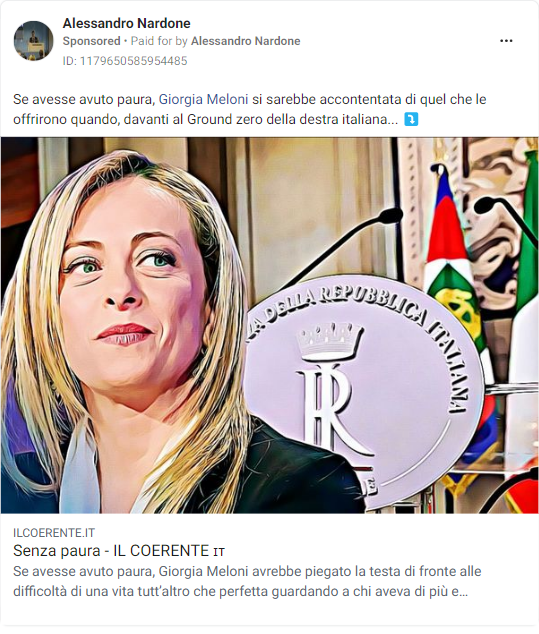 Alessandro Nardone
Sponsored • Paid for by Alessandro Nardone
ID: 1179650585954485
Se avesse avuto paura, Giorgia Meloni si sarebbe accontentata di quel che le
offrirono quando, davanti al Ground zero della destra italiana... ⤵️
ZA DELLA REPUBBLICA ITALIANA
R
ILCOERENTE.IT
Senza paura - IL COERENTE ɪᴛ
Se avesse avuto paura, Giorgia Meloni avrebbe piegato la testa di fronte alle
difficoltà di una vita tutt'altro che perfetta guardando a chi aveva di più e...